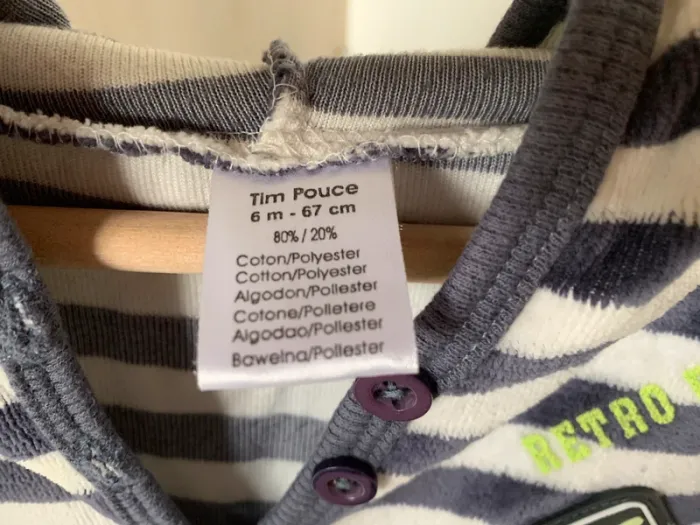 Tim Pouce
6 m - 67 cm
80% / 20%
Coton/Polyester
Cotton/Polyester
Algodon/Poliester
Cotone/Polietere
Algodao/Poliester
Bawelna/Poliester
RETRO